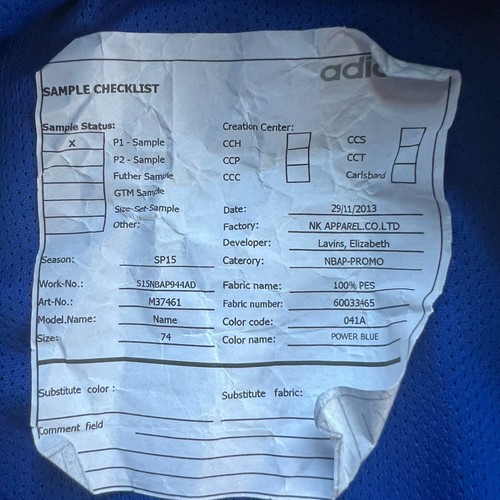 adidas
SAMPLE CHECKLIST
Sample Status: Creation Center:
X P1 - Sample CCH CCS
P2 - Sample CCP CCT
Futher Sample CCC Carlsband
GTM Sample
Size-Set-Sample Date: 29/11/2013
Other: Factory: NK APPAREL.CO.LTD
Developer: Lavins, Elizabeth
Season: SP15 Caterory: NBAP-PROMO
Work-No.: S15NBAP944AD Fabric name: 100% PES
Art-No.: M37461 Fabric number: 60033465
Model.Name: Name Color code: 041A
Size: 74 Color name: POWER BLUE
Substitute color : Substitute fabric:
Comment field